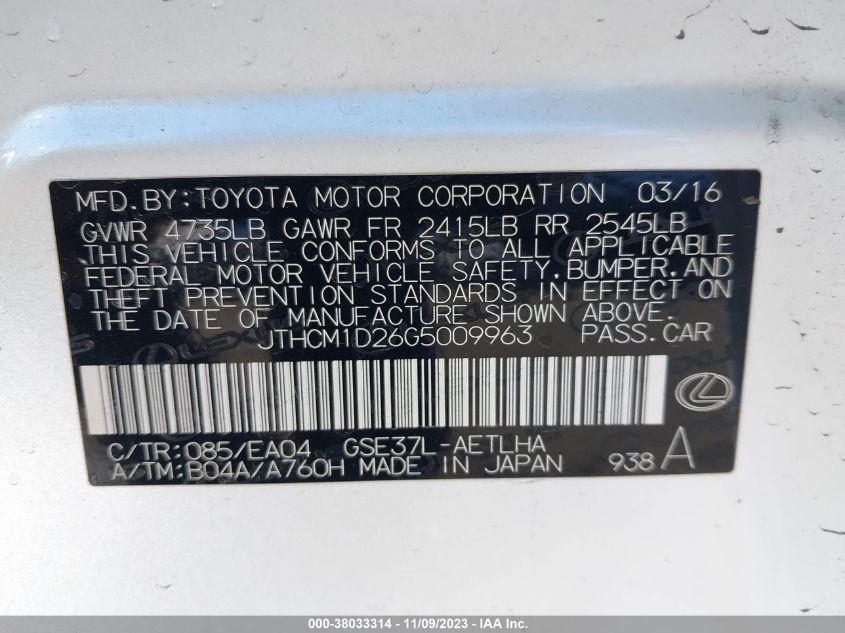 MFD.BY:TOYOTA MOTOR CORPORATION 03/16
GVWR 4735LB GAWR FR 2415LB RR 2545LB
THIS VEHICLE CONFORMS TO ALL APPLICABLE
FEDERAL MOTOR VEHICLE SAFETY,BUMPER,AND
THEFT PREVENTION STANDARDS IN EFFECT ON
THE DATE OF MANUFACTURE SHOWN ABOVE.
JTHCM1D26G5009963 PASS.CAR
C/TR:085/EA04 GSE37L-AETLHA
A/TM:B04A/A760H MADE IN JAPAN 938 A
000-38033314 - 11/09/2023 - IAA Inc.